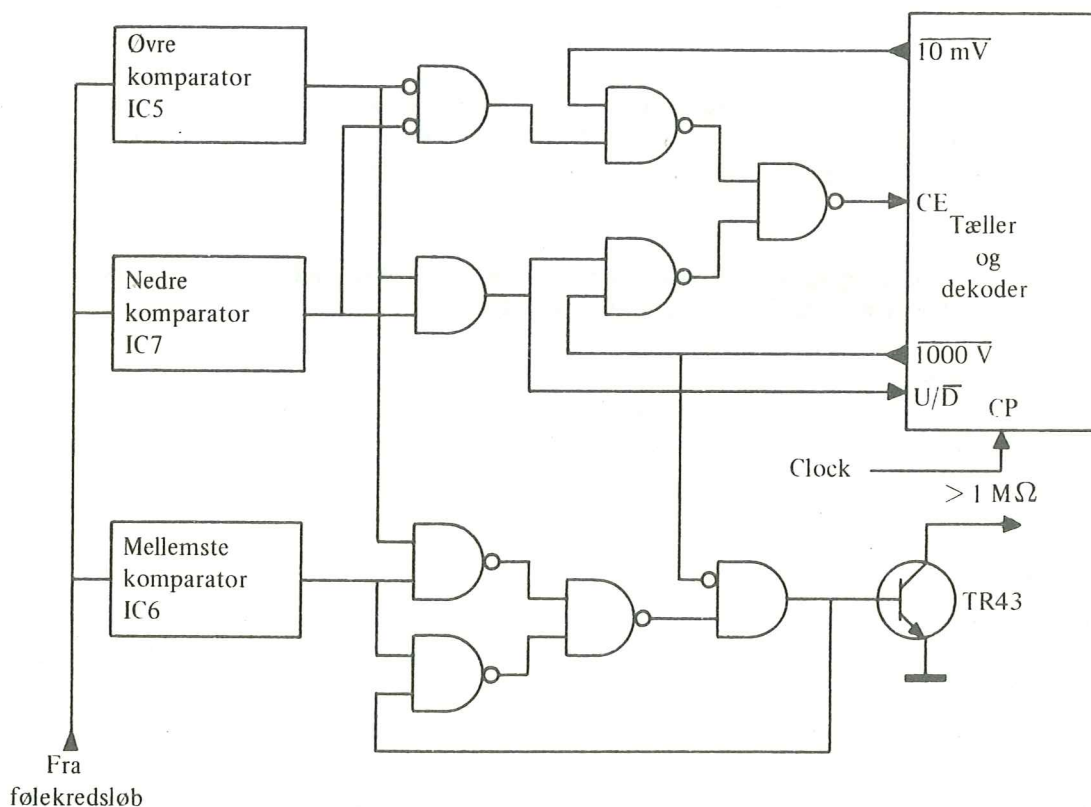 Øvre
komparator
IC5
Nedre
komparator
IC7
Mellemste
komparator
IC6
Fra
følekredsløb
10 mV
CE
Tæller
og
dekoder
1000 V
U/D̅
CP
Clock
> 1 MΩ
TR43